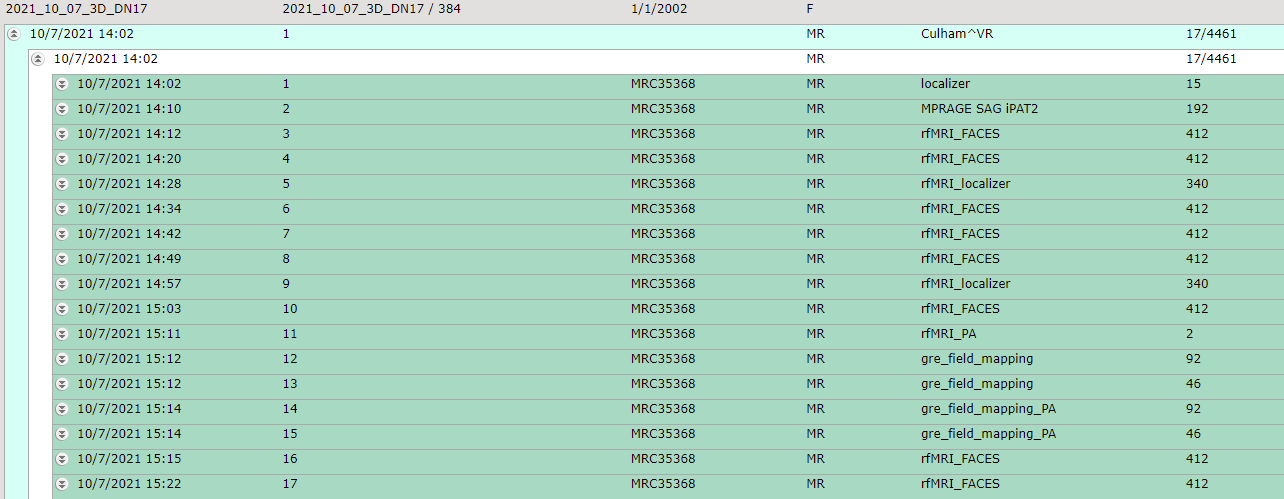 2021_10_07_3D_DN17 2021_10_07_3D_DN17 / 384 1/1/2002 F
10/7/2021 14:02 1 MR Culham^VR 17/4461
10/7/2021 14:02 MR 17/4461
10/7/2021 14:02 1 MRC35368 MR localizer 15
10/7/2021 14:10 2 MRC35368 MR MPRAGE SAG iPAT2 192
10/7/2021 14:12 3 MRC35368 MR rfMRI_FACES 412
10/7/2021 14:20 4 MRC35368 MR rfMRI_FACES 412
10/7/2021 14:28 5 MRC35368 MR rfMRI_localizer 340
10/7/2021 14:34 6 MRC35368 MR rfMRI_FACES 412
10/7/2021 14:42 7 MRC35368 MR rfMRI_FACES 412
10/7/2021 14:49 8 MRC35368 MR rfMRI_FACES 412
10/7/2021 14:57 9 MRC35368 MR rfMRI_localizer 340
10/7/2021 15:03 10 MRC35368 MR rfMRI_FACES 412
10/7/2021 15:11 11 MRC35368 MR rfMRI_PA 2
10/7/2021 15:12 12 MRC35368 MR gre_field_mapping 92
10/7/2021 15:12 13 MRC35368 MR gre_field_mapping 46
10/7/2021 15:14 14 MRC35368 MR gre_field_mapping_PA 92
10/7/2021 15:14 15 MRC35368 MR gre_field_mapping_PA 46
10/7/2021 15:15 16 MRC35368 MR rfMRI_FACES 412
10/7/2021 15:22 17 MRC35368 MR rfMRI_FACES 412